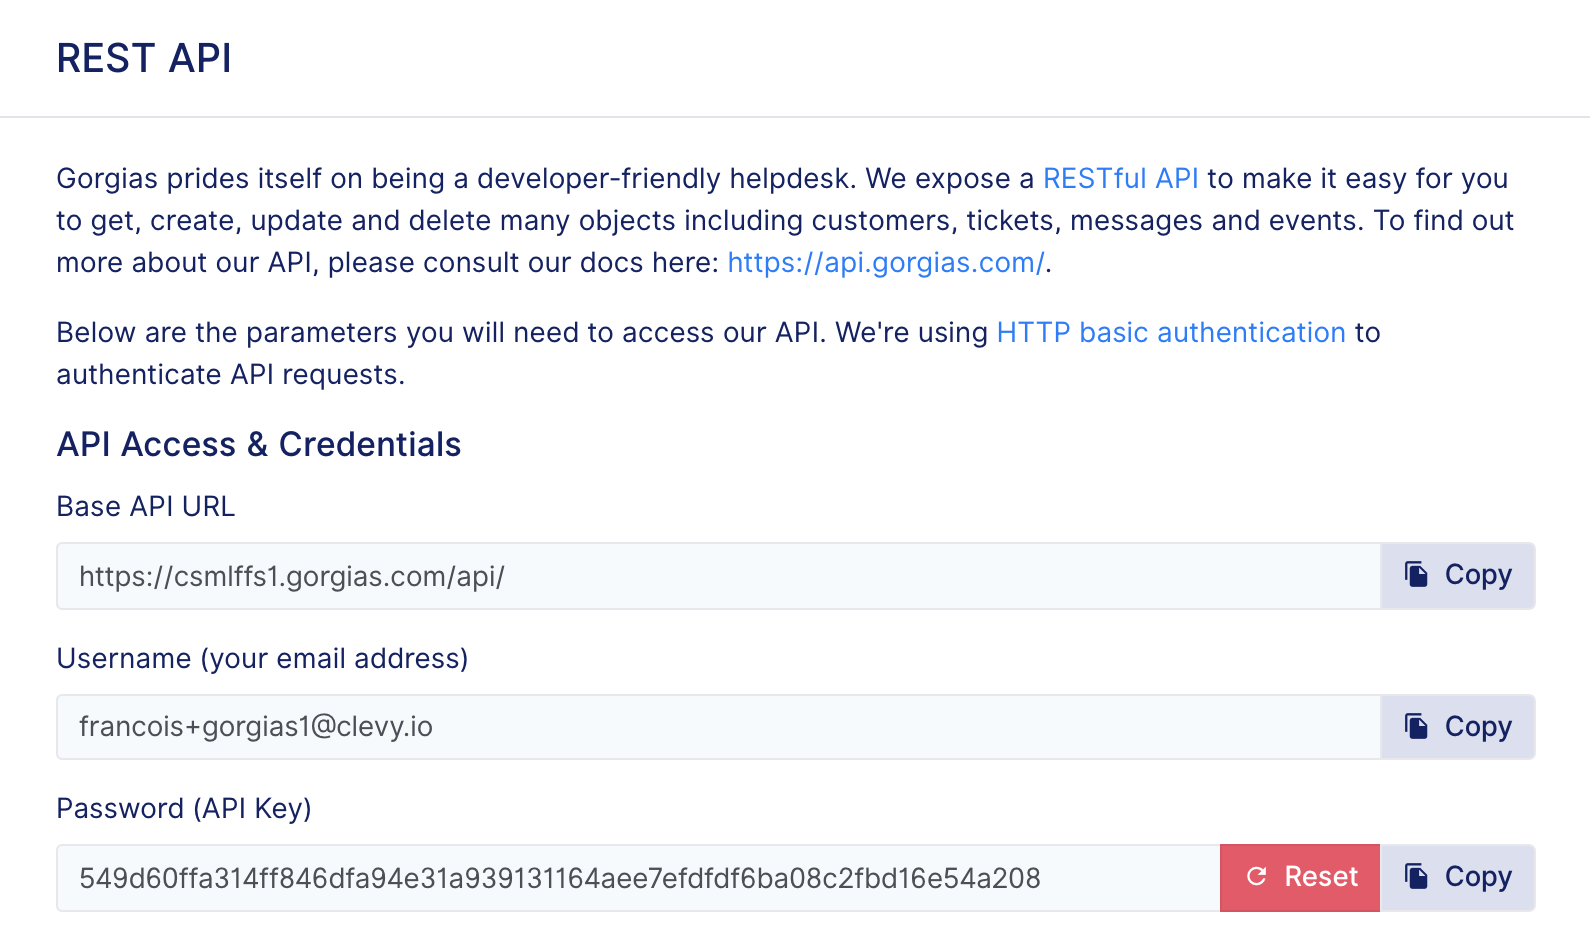 REST API
Gorgias prides itself on being a developer-friendly helpdesk. We expose a RESTful API to make it easy for you
to get, create, update and delete many objects including customers, tickets, messages and events. To find out
more about our API, please consult our docs here: https://api.gorgias.com/.
Below are the parameters you will need to access our API. We're using HTTP basic authentication to
authenticate API requests.
API Access & Credentials
Base API URL
https://csmlffs1.gorgias.com/api/
Copy
Username (your email address)
francois+gorgias1@clevy.io
Copy
Password (API Key)
549d60ffa314ff846dfa94e31a939131164aee7efdfdf6ba08c2fbd16e54a208
Reset
Copy